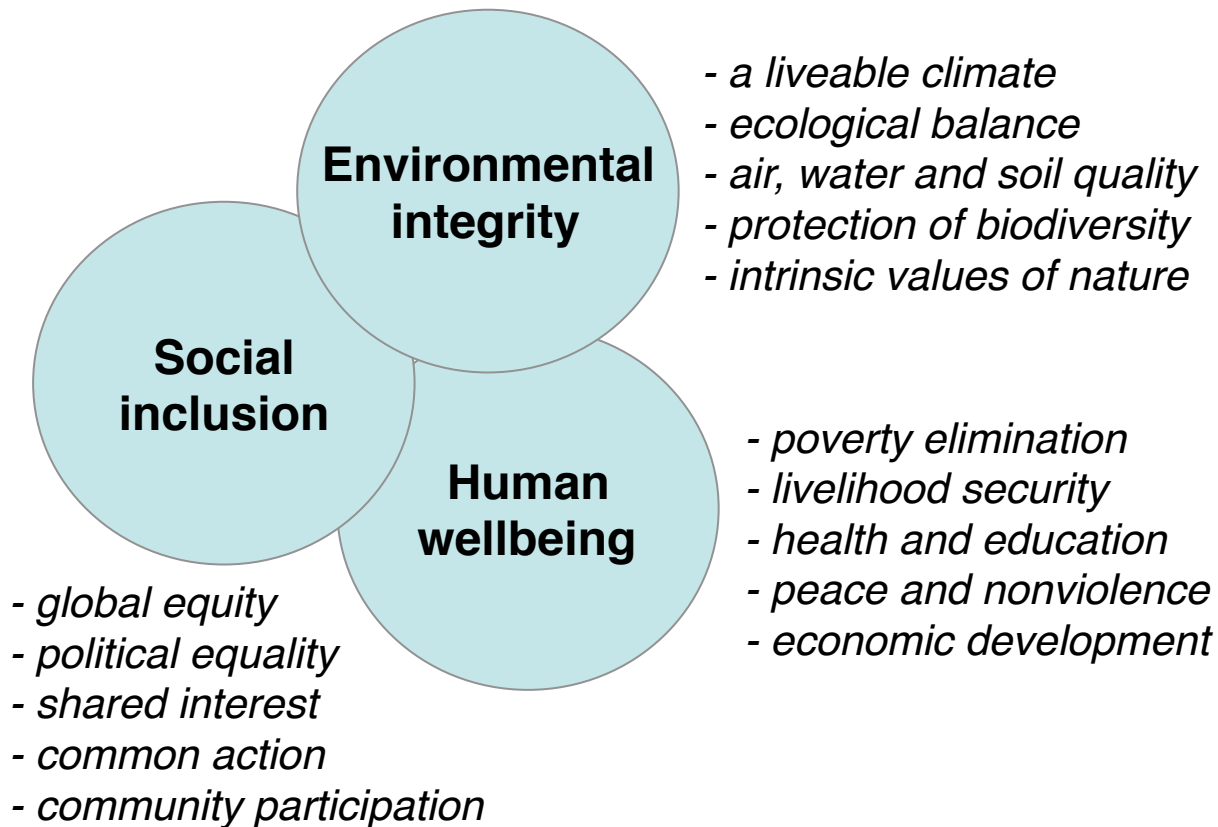 Environmental
integrity
- a liveable climate
- ecological balance
- air, water and soil quality
- protection of biodiversity
- intrinsic values of nature
Social
inclusion
- global equity
- political equality
- shared interest
- common action
- community participation
Human
wellbeing
- poverty elimination
- livelihood security
- health and education
- peace and nonviolence
- economic development